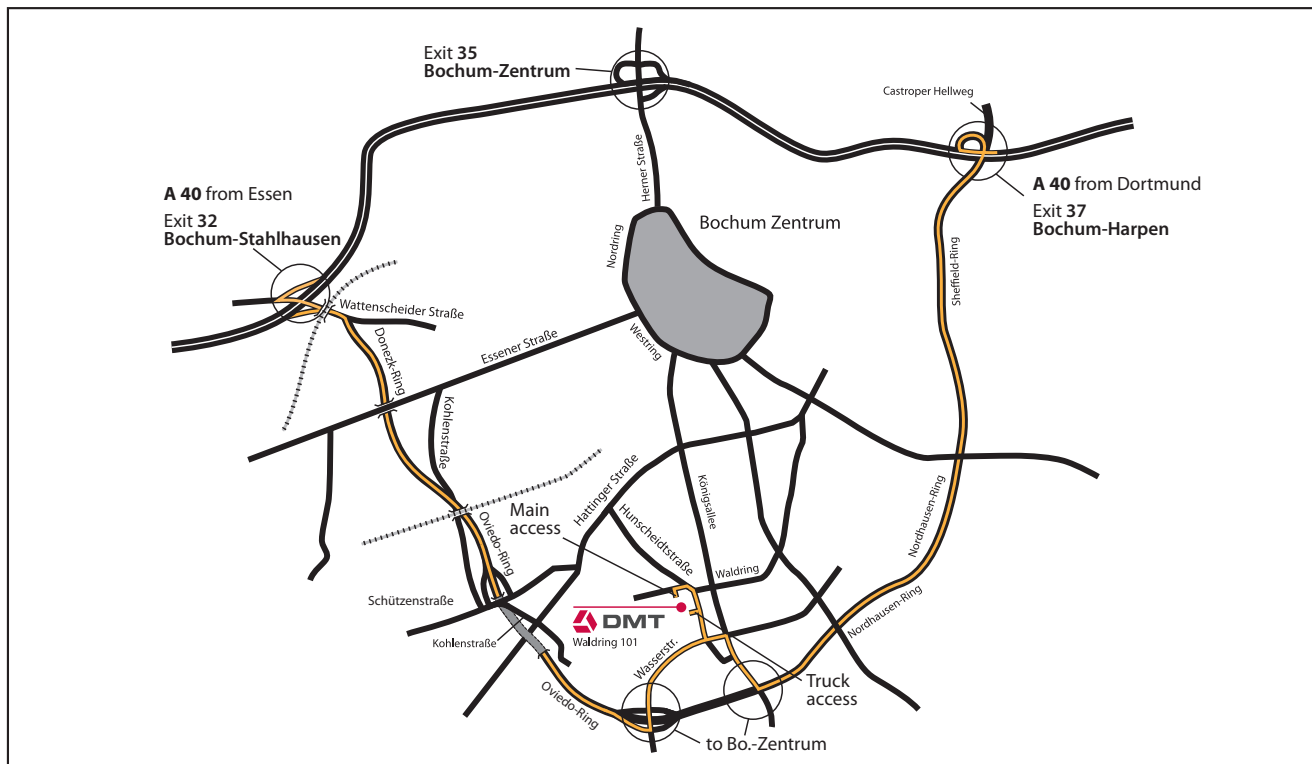 Exit 35
Bochum-Zentrum
Castroper Hellweg
Herner Straße
A 40 from Essen
Exit 32
Bochum-Stahlhausen
A 40 from Dortmund
Exit 37
Bochum-Harpen
Bochum Zentrum
Nordring
Sheffield-Ring
Wattenscheider Straße
Donezk-Ring
Essener Straße
Westring
Kohlenstraße
Hattinger Straße
Königsallee
Main
access
Hunscheidtstraße
Nordhausen-Ring
Oviedo-Ring
Waldring
Schützenstraße
DMT
Waldring 101
Kohlenstraße
Nordhausen-Ring
Wasserstr.
Truck
access
Oviedo-Ring
to Bo.-Zentrum